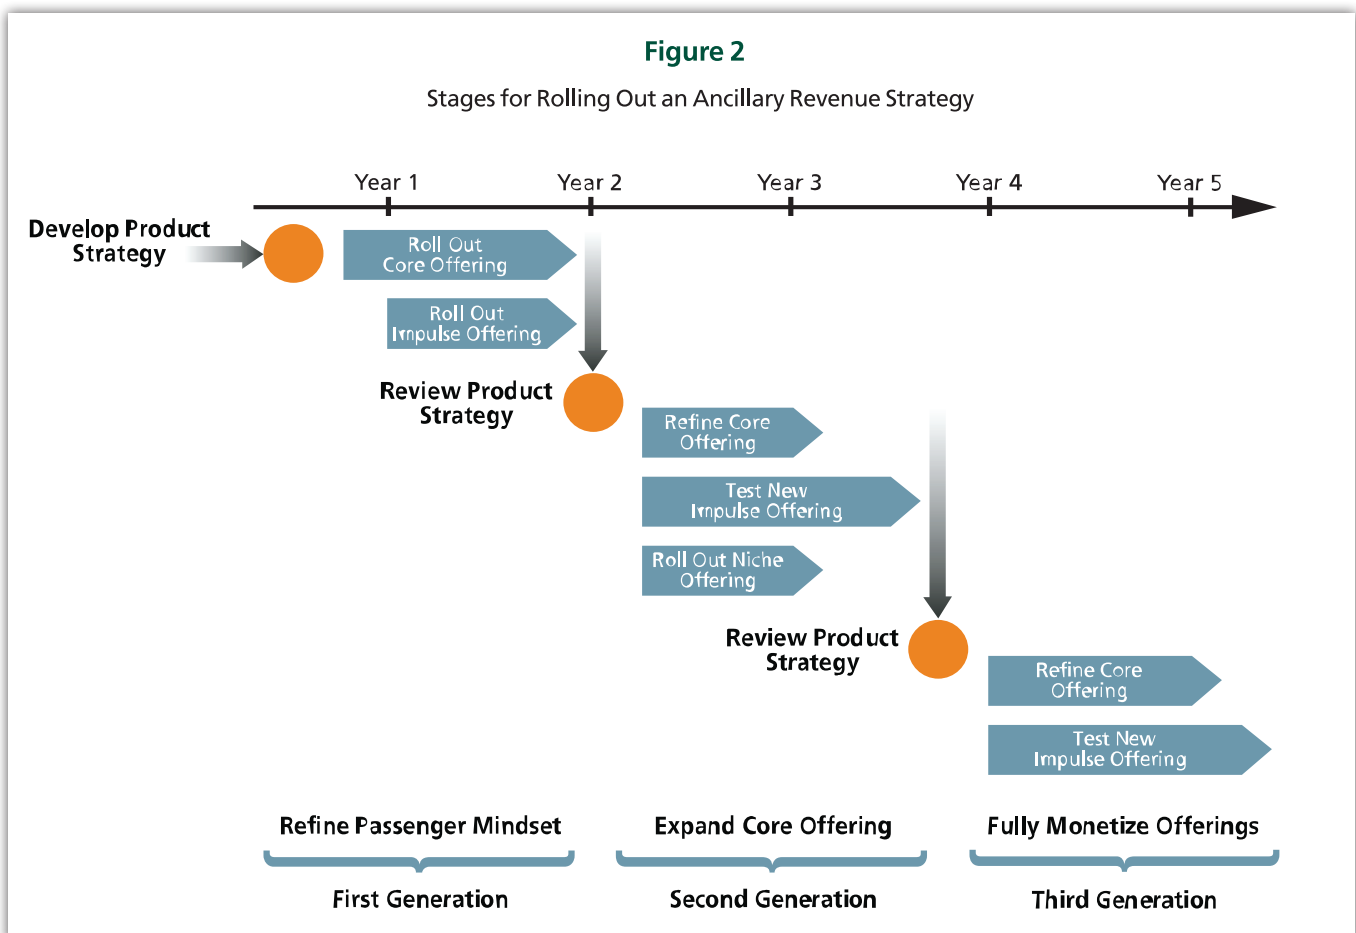 Figure 2
Stages for Rolling Out an Ancillary Revenue Strategy
Year 1
Year 2
Year 3
Year 4
Year 5
Develop Product
Strategy
Roll Out
Core Offering
Roll Out
Impulse Offering
Review Product
Strategy
Refine Core
Offering
Test New
Impulse Offering
Roll Out Niche
Offering
Review Product
Strategy
Refine Core
Offering
Test New
Impulse Offering
Refine Passenger Mindset
Expand Core Offering
Fully Monetize Offerings
First Generation
Second Generation
Third Generation